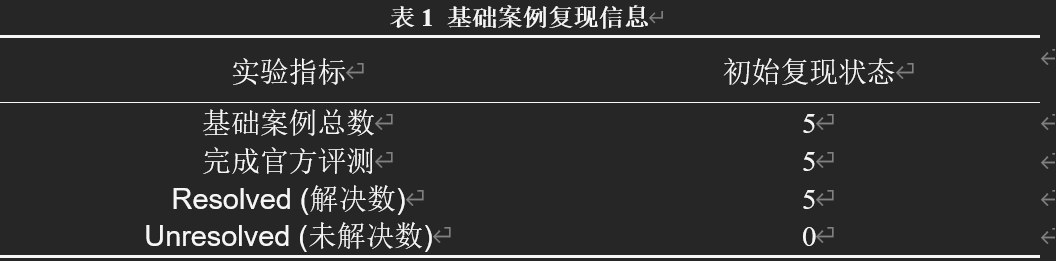 表 1 基础案例复现信息
实验指标 初始复现状态
基础案例总数 5
完成官方评测 5
Resolved (解决数) 5
Unresolved (未解决数) 0